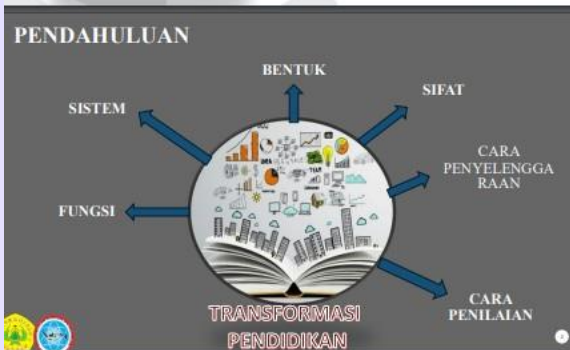 PENDAHULUAN
BENTUK
SIFAT
SISTEM
CARA
PENYELENGGA
RAAN
FUNGSI
CARA
PENILAIAN
TRANSFORMASI
PENDIDIKAN